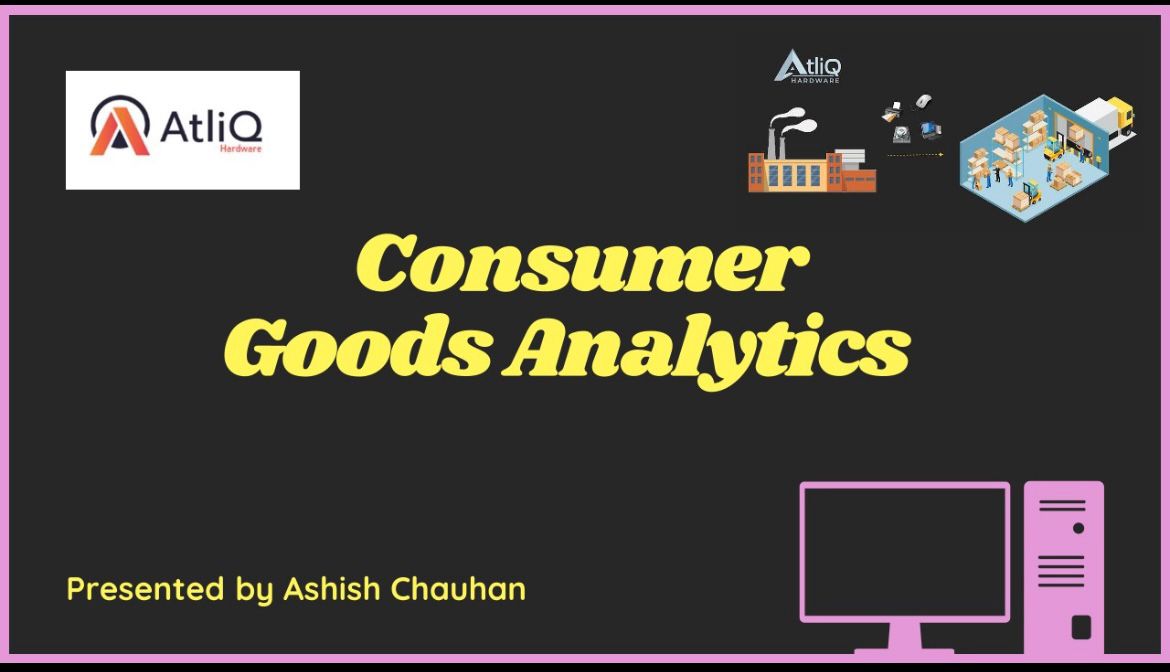 AtliQ
HARDWARE
AtliQ
Hardware
Consumer
Goods Analytics
Presented by Ashish Chauhan